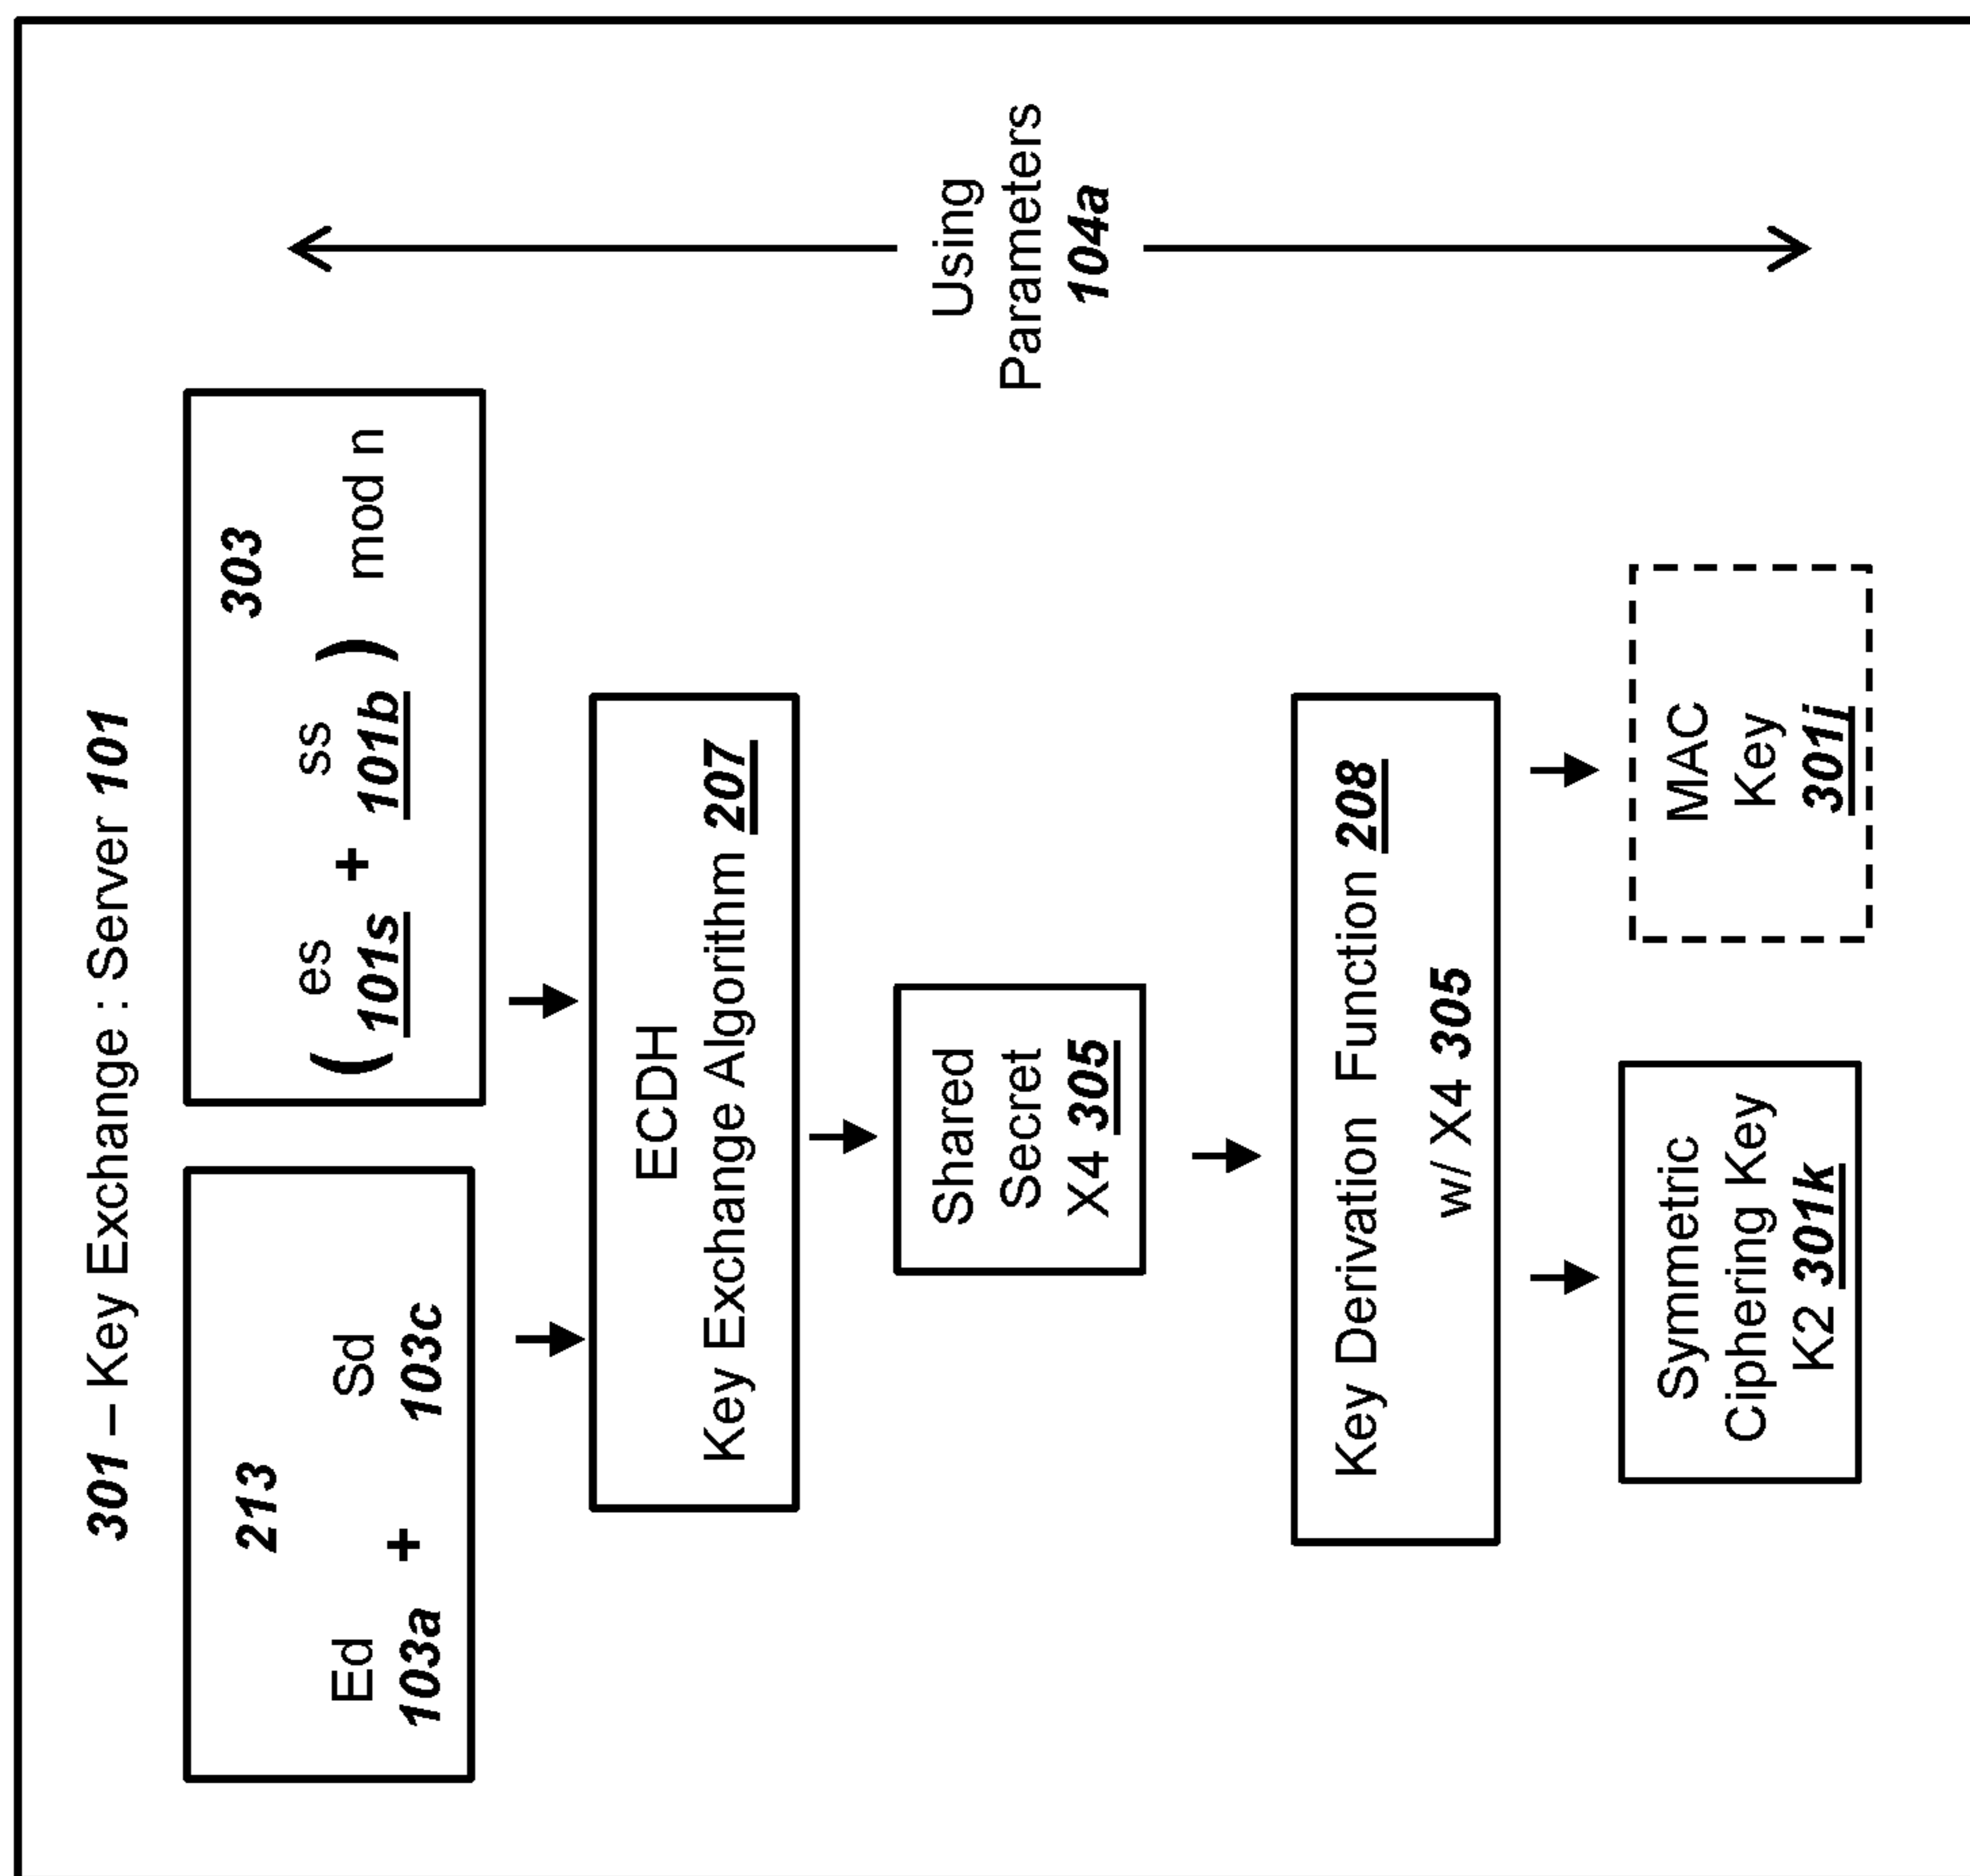 301 – Key Exchange : Server 101
213
Ed + Sd
103a 103c
303
( es + ss ) mod n
101s 101b
ECDH
Key Exchange Algorithm 207
Shared
Secret
X4 305
Key Derivation Function 208
w/ X4 305
Symmetric
Ciphering Key
K2 301k
MAC
Key
301ij
Using
Parameters
104a